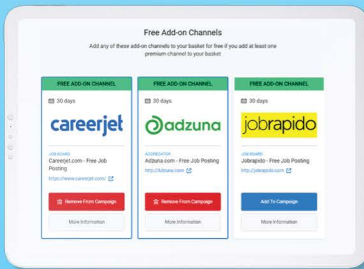 Free Add-on Channels
Add any of these add-on channels to your basket for free if you add at least one
premium channel to your basket
FREE ADD-ON CHANNEL
30 days
careerjet
JOB BOARD
Careerjet.com - Free Job
Posting
https://www.careerjet.com/
Remove From Campaign
More Information
FREE ADD-ON CHANNEL
30 days
adzuna
AGGREGATOR
Adzuna.com - Free Job Posting
http://Adzuna.com
Remove From Campaign
More Information
FREE ADD-ON CHANNEL
30 days
jobrapido
JOB BOARD
Jobrapido - Free Job Posting
http://jobrapido.com
Add To Campaign
More Information